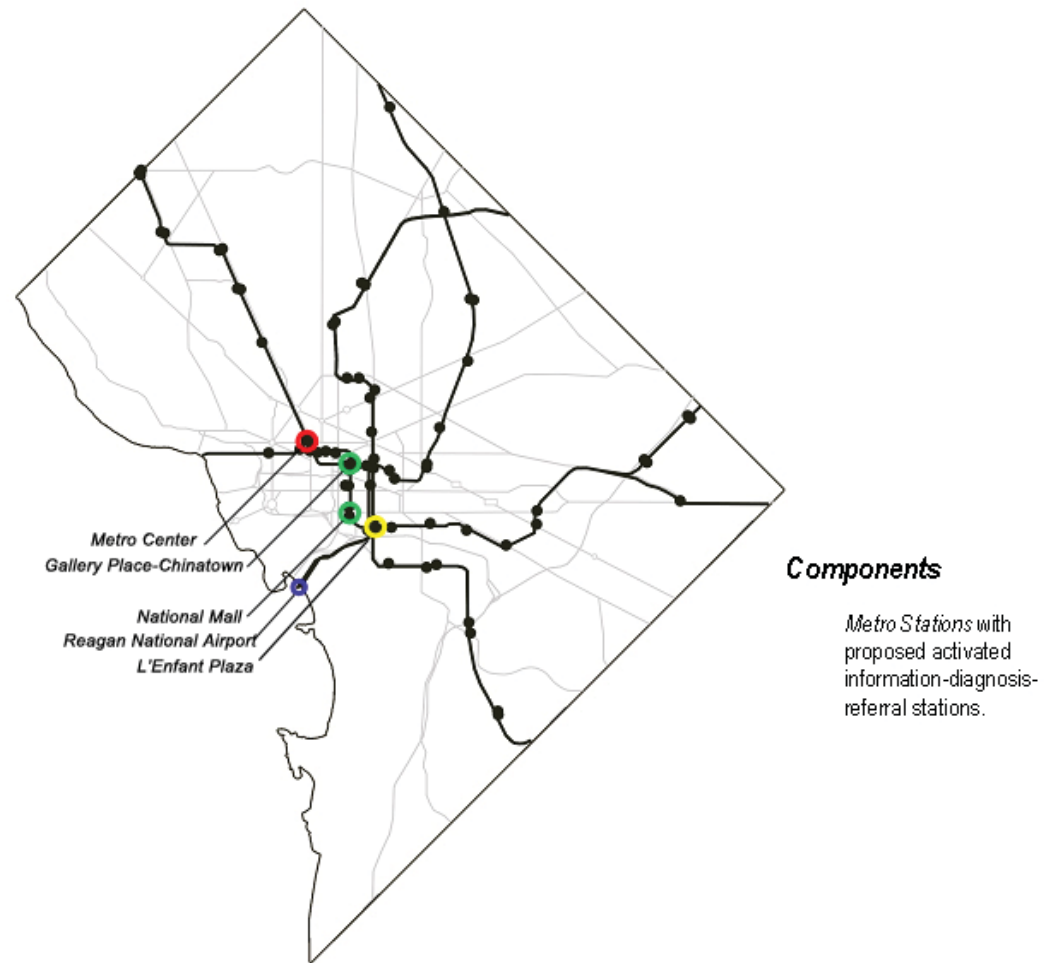 Metro Center
Gallery Place-Chinatown
National Mall
Reagan National Airport
L'Enfant Plaza
Components
Metro Stations with
proposed activated
information-diagnosis-
referral stations.